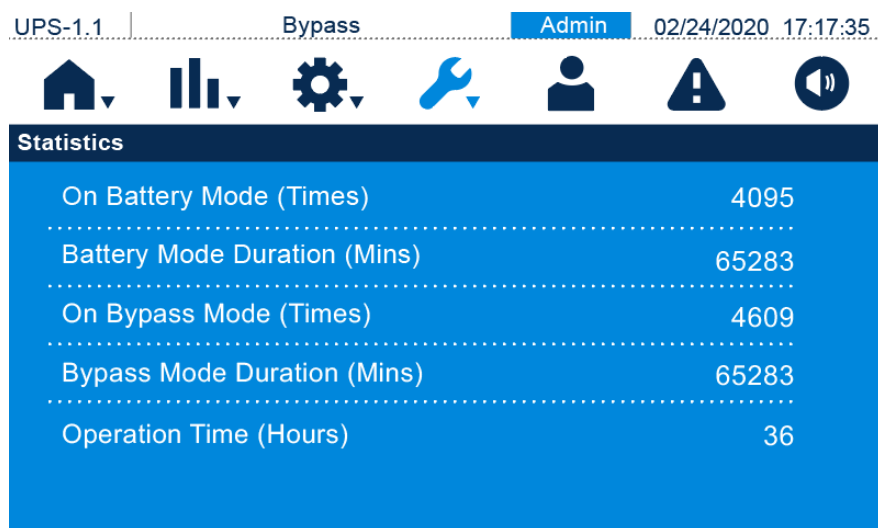 UPS-1.1 Bypass Admin 02/24/2020 17:17:35
Statistics
On Battery Mode (Times) 4095
Battery Mode Duration (Mins) 65283
On Bypass Mode (Times) 4609
Bypass Mode Duration (Mins) 65283
Operation Time (Hours) 36